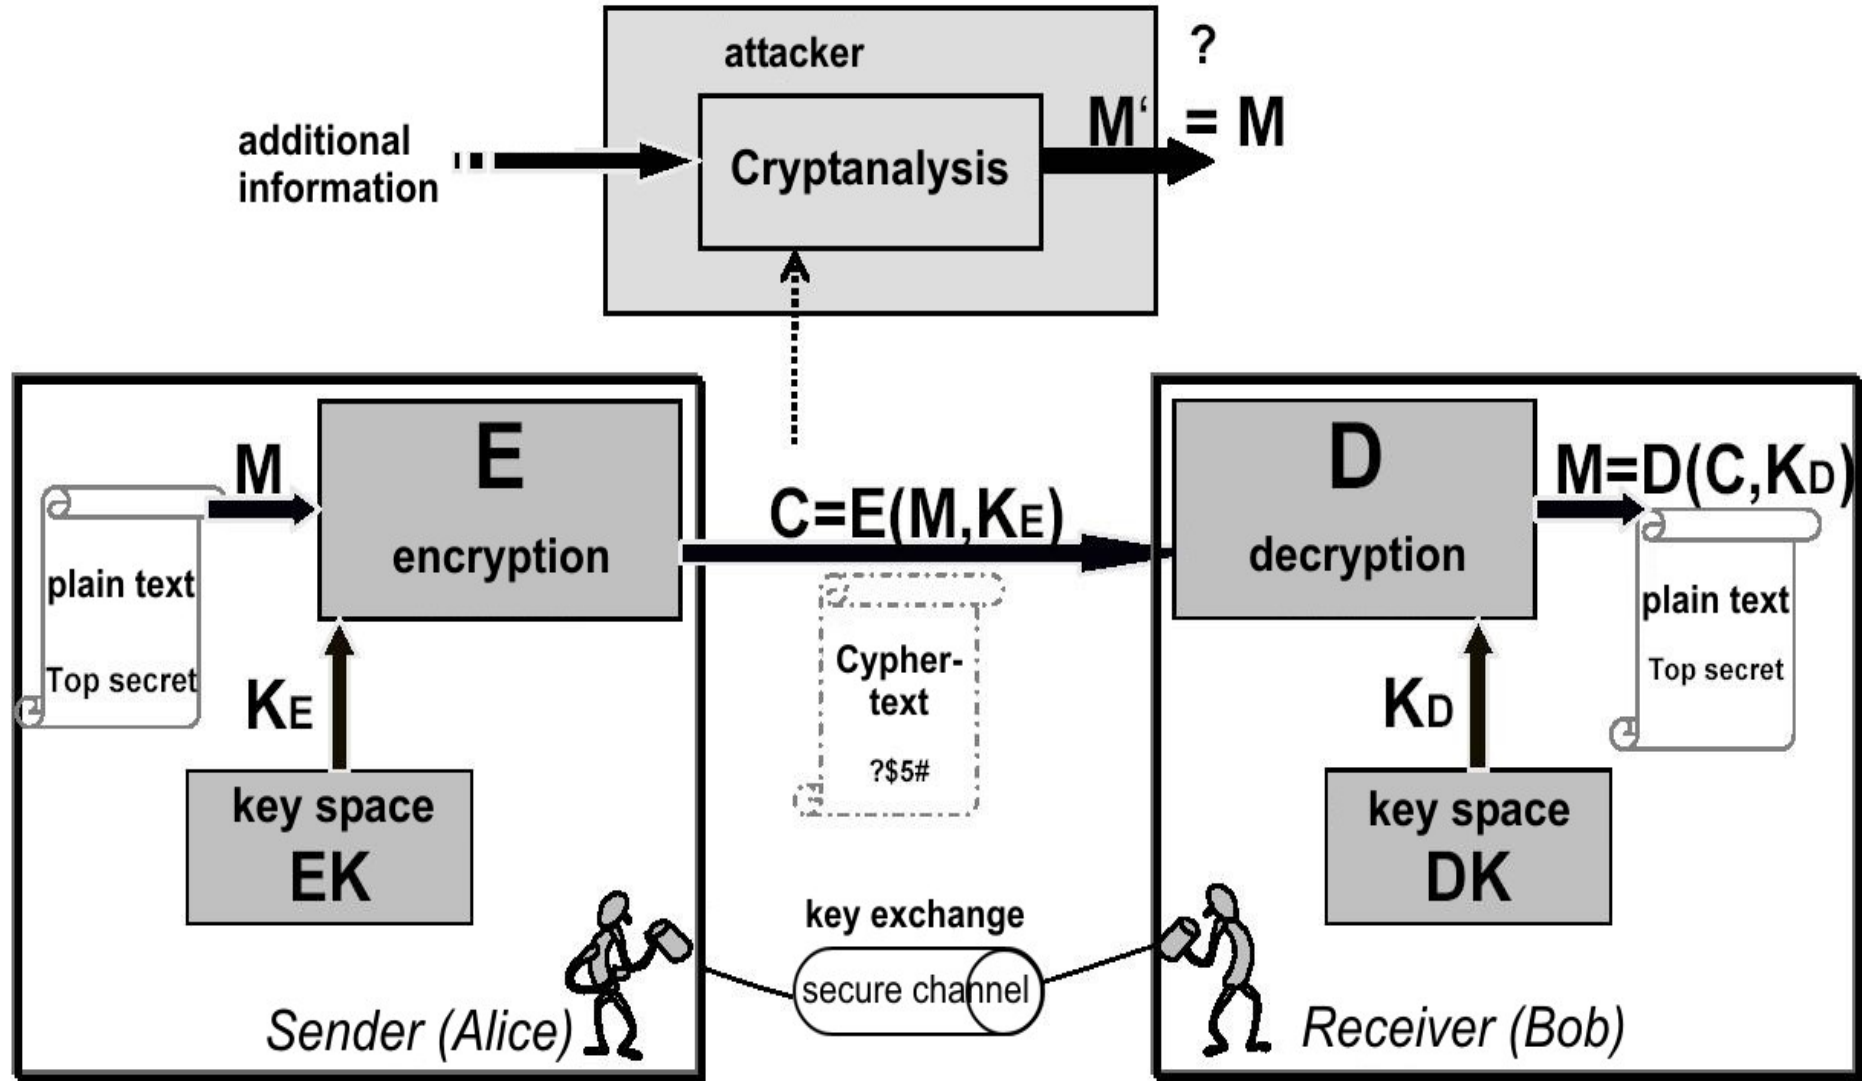 attacker
?
additional
information
Cryptanalysis
M‘ = M
M
E
encryption
plain text
Top secret
KE
key space
EK
C=E(M,KE)
Cypher-
text
?$5#
D
decryption
M=D(C,KD)
plain text
Top secret
KD
key space
DK
key exchange
secure channel
Sender (Alice)
Receiver (Bob)